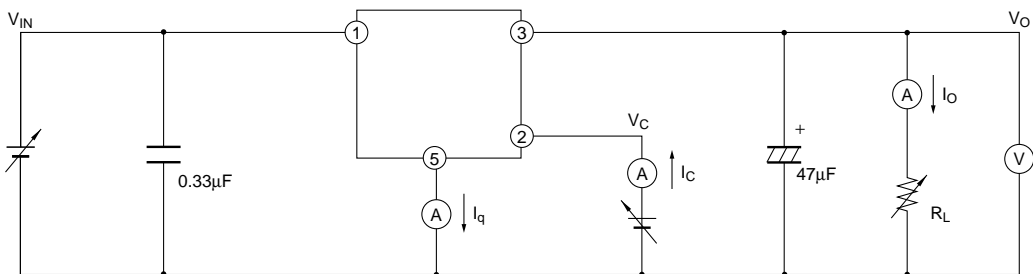 V_IN
1
3
V_O
A
I_O
2
V_C
5
A
I_C
+
0.33μF
47μF
V
A
I_q
R_L